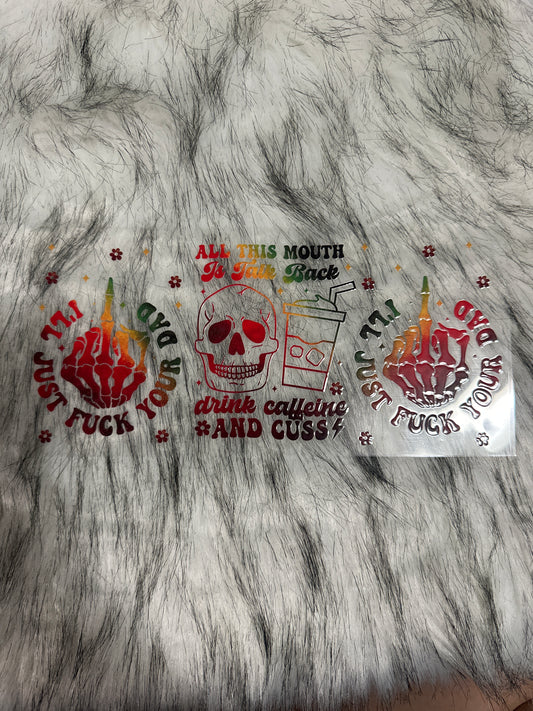 I'LL JUST FUCK YOUR DAD
ALL THIS MOUTH
Is Talk Back
drink caffeine
AND CUSS
I'LL JUST FUCK YOUR DAD